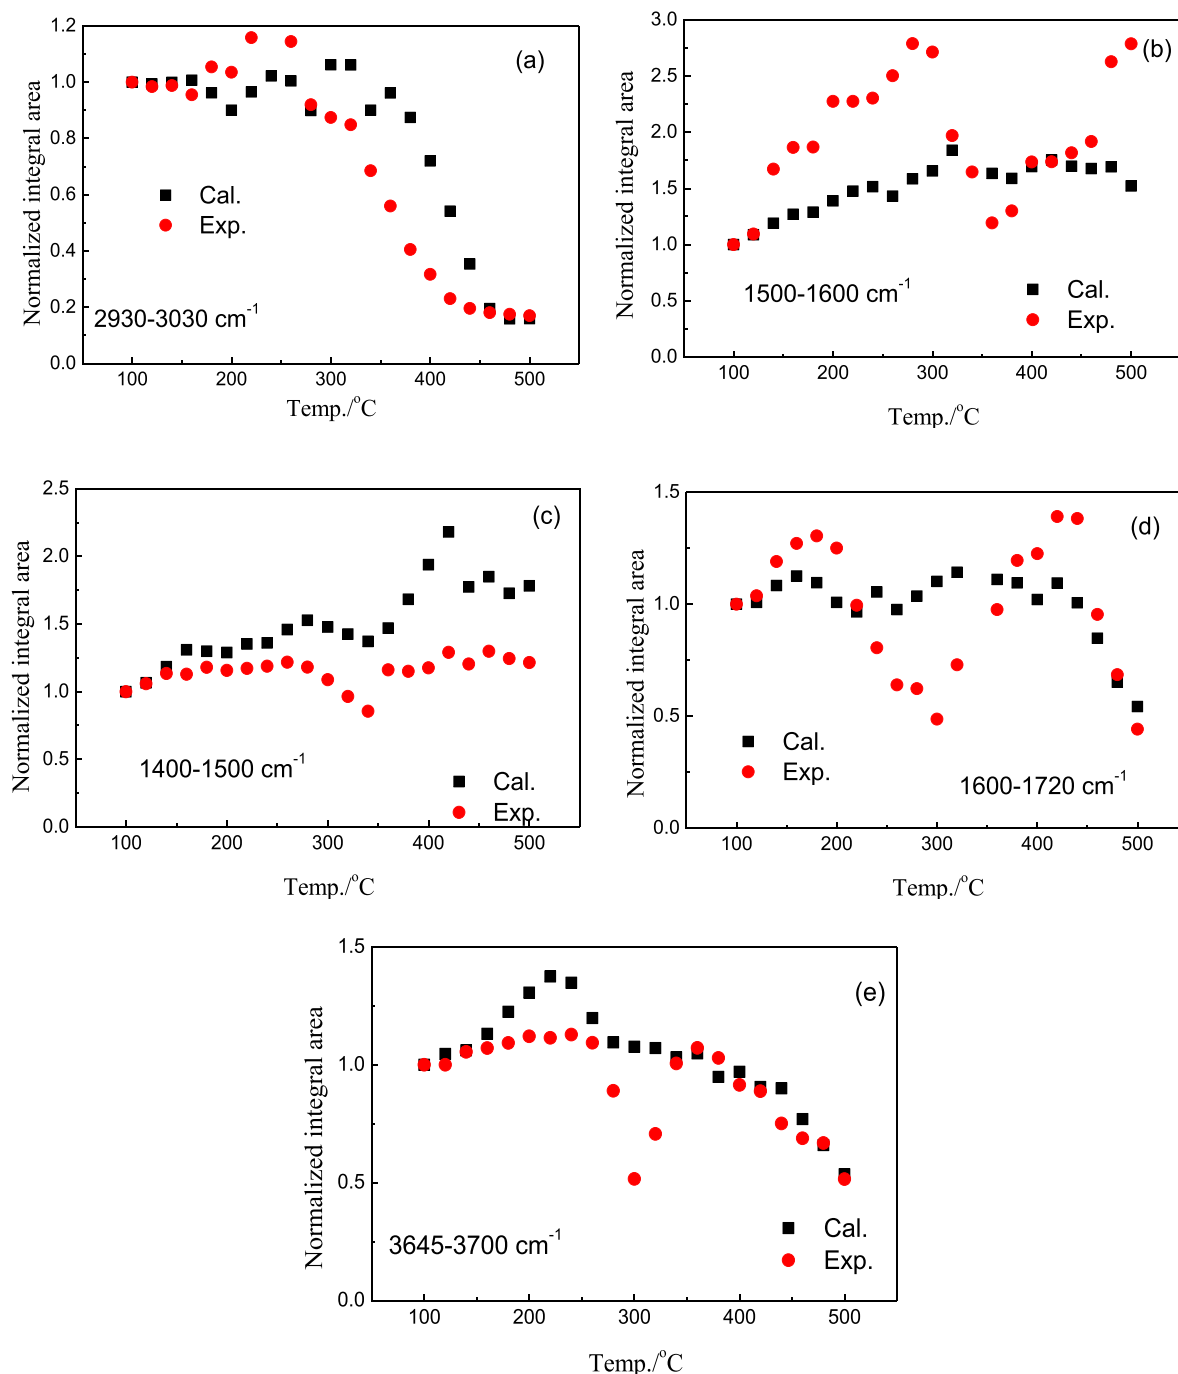 (a)
Normalized integral area
1.2
1.0
0.8
0.6
0.4
0.2
0.0
Cal.
Exp.
2930-3030 cm-1
100 200 300 400 500
Temp./oC
(b)
Normalized integral area
3.0
2.5
2.0
1.5
1.0
0.5
0.0
1500-1600 cm-1
Cal.
Exp.
100 200 300 400 500
Temp./oC
(c)
Normalized integral area
2.5
2.0
1.5
1.0
0.5
0.0
1400-1500 cm-1
Cal.
Exp.
100 200 300 400 500
Temp./oC
(d)
Normalized integral area
1.5
1.0
0.5
0.0
Cal.
Exp.
1600-1720 cm-1
100 200 300 400 500
Temp./oC
(e)
Normalized integral area
1.5
1.0
0.5
0.0
3645-3700 cm-1
Cal.
Exp.
100 200 300 400 500
Temp./oC